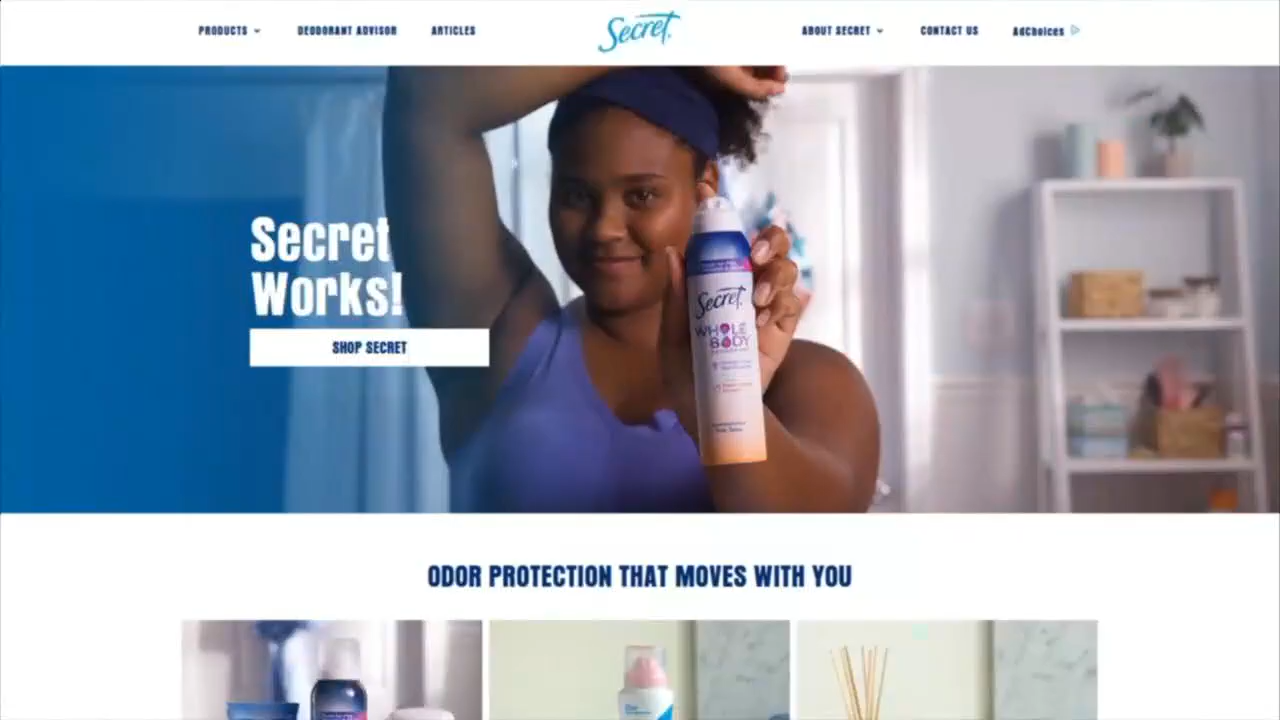 PRODUCTS
DEODORANT ADVISOR
ARTICLES
Secret
ABOUT SECRET
CONTACT US
AdChoices
Secret
Works!
SHOP SECRET
Secret
WHOLE
BODY
ODOR PROTECTION THAT MOVES WITH YOU